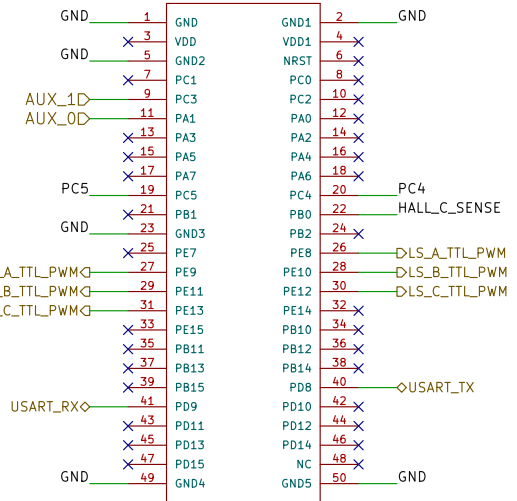 GND 1 GND GND1 2 GND
3 VDD VDD1 4
GND 5 GND2 NRST 6
7 PC1 PC0 8
AUX_1 9 PC3 PC2 10
AUX_0 11 PA1 PA0 12
13 PA3 PA2 14
15 PA5 PA4 16
17 PA7 PA6 18
PC5 19 PC5 PC4 20 PC4
21 PB1 PB0 22 HALL_C_SENSE
GND 23 GND3 PB2 24
25 PE7 PE8 26 LS_A_TTL_PWM
_A_TTL_PWM 27 PE9 PE10 28 LS_B_TTL_PWM
_B_TTL_PWM 29 PE11 PE12 30 LS_C_TTL_PWM
_C_TTL_PWM 31 PE13 PE14 32
33 PE15 PB10 34
35 PB11 PB12 36
37 PB13 PB14 38
39 PB15 PD8 40 USART_TX
USART_RX 41 PD9 PD10 42
43 PD11 PD12 44
45 PD13 PD14 46
47 PD15 NC 48
GND 49 GND4 GND5 50 GND